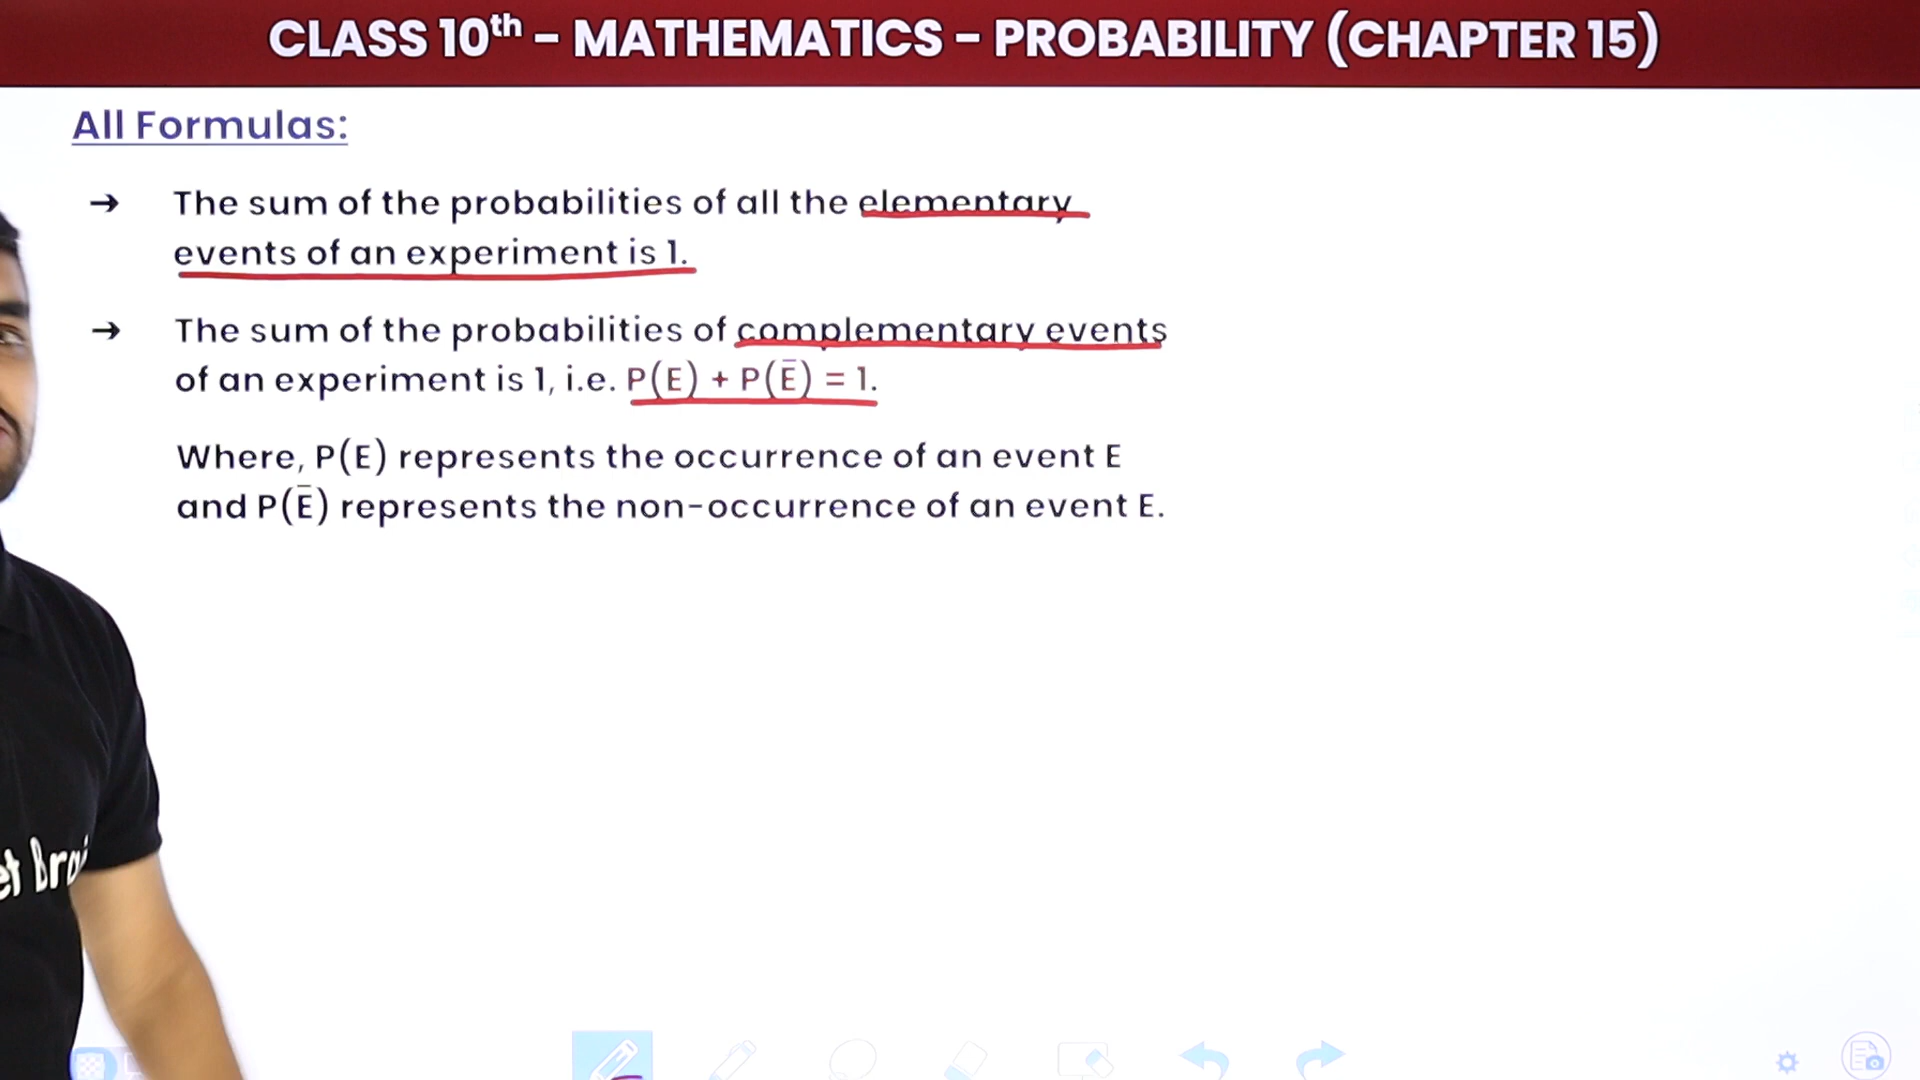 CLASS 10th – MATHEMATICS – PROBABILITY (CHAPTER 15)
All Formulas:
→ The sum of the probabilities of all the elementary
events of an experiment is 1.
→ The sum of the probabilities of complementary events
of an experiment is 1, i.e. P(E) + P(E̅) = 1.
Where, P(E) represents the occurrence of an event E
and P(E̅) represents the non-occurrence of an event E.